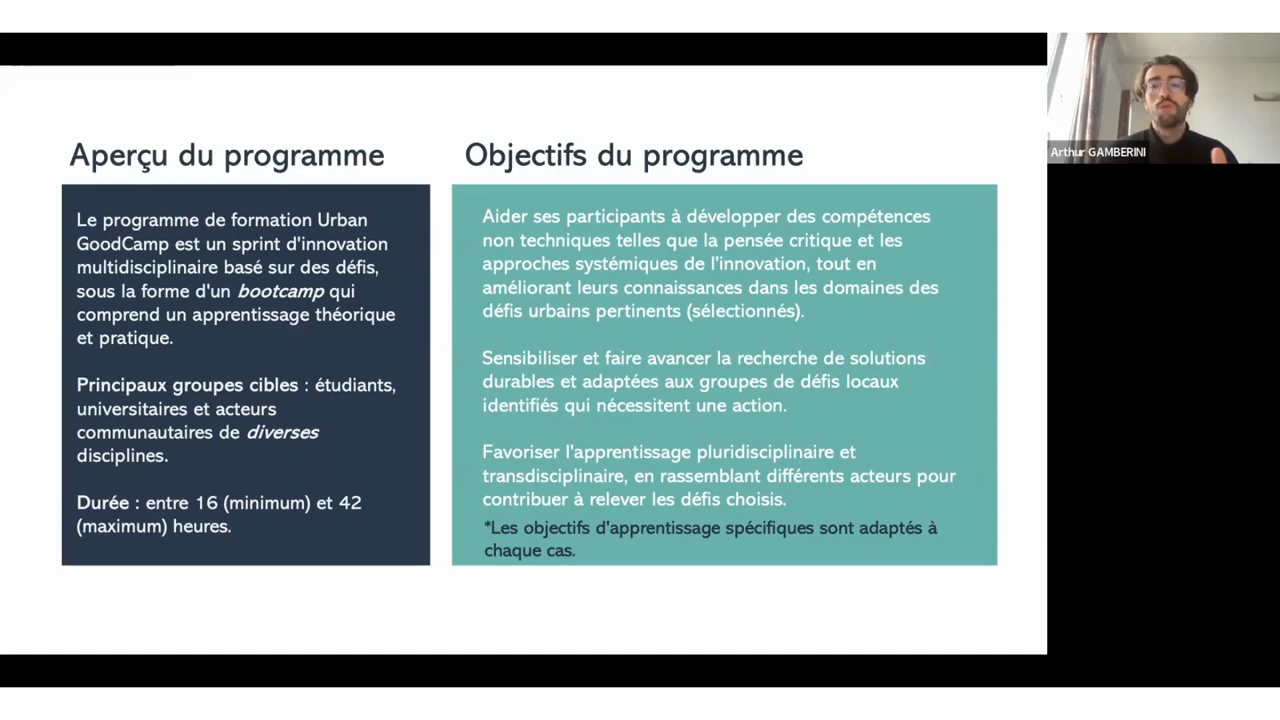 Aperçu du programme
Le programme de formation Urban
GoodCamp est un sprint d'innovation
multidisciplinaire basé sur des défis,
sous la forme d'un bootcamp qui
comprend un apprentissage théorique
et pratique.
Principaux groupes cibles : étudiants,
universitaires et acteurs
communautaires de diverses
disciplines.
Durée : entre 16 (minimum) et 42
(maximum) heures.
Objectifs du programme
Aider ses participants à développer des compétences
non techniques telles que la pensée critique et les
approches systémiques de l'innovation, tout en
améliorant leurs connaissances dans les domaines des
défis urbains pertinents (sélectionnés).
Sensibiliser et faire avancer la recherche de solutions
durables et adaptées aux groupes de défis locaux
identifiés qui nécessitent une action.
Favoriser l'apprentissage pluridisciplinaire et
transdisciplinaire, en rassemblant différents acteurs pour
contribuer à relever les défis choisis.
*Les objectifs d'apprentissage spécifiques sont adaptés à
chaque cas.
Arthur GAMBERINI